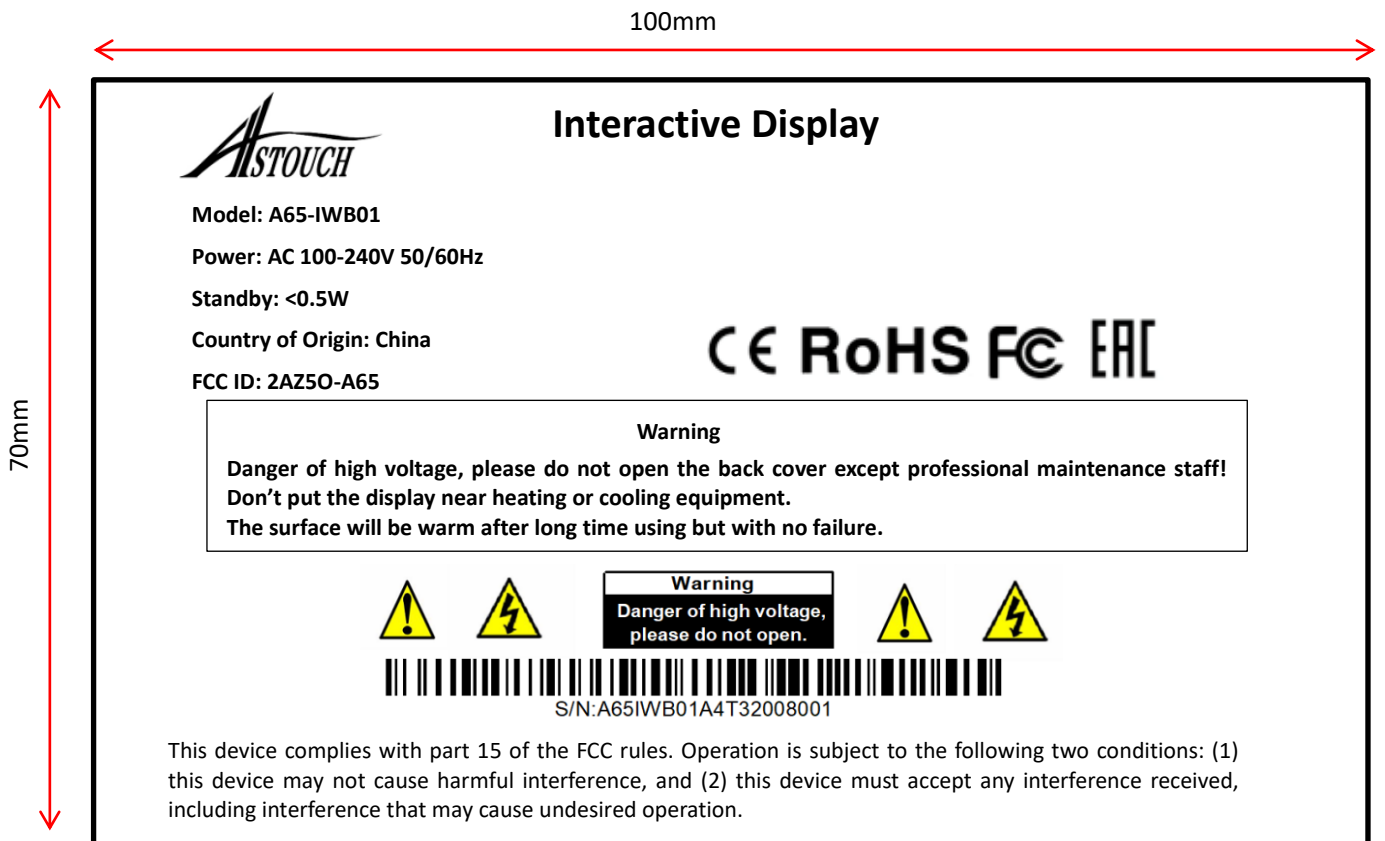 100mm
70mm
ASTOUCH
Interactive Display
Model: A65-IWB01
Power: AC 100-240V 50/60Hz
Standby: <0.5W
Country of Origin: China
FCC ID: 2AZ5O-A65
CE RoHS FC EAC
Warning
Danger of high voltage, please do not open the back cover except professional maintenance staff!
Don’t put the display near heating or cooling equipment.
The surface will be warm after long time using but with no failure.
Warning
Danger of high voltage,
please do not open.
S/N:A65IWB01A4T32008001
This device complies with part 15 of the FCC rules. Operation is subject to the following two conditions: (1)
this device may not cause harmful interference, and (2) this device must accept any interference received,
including interference that may cause undesired operation.